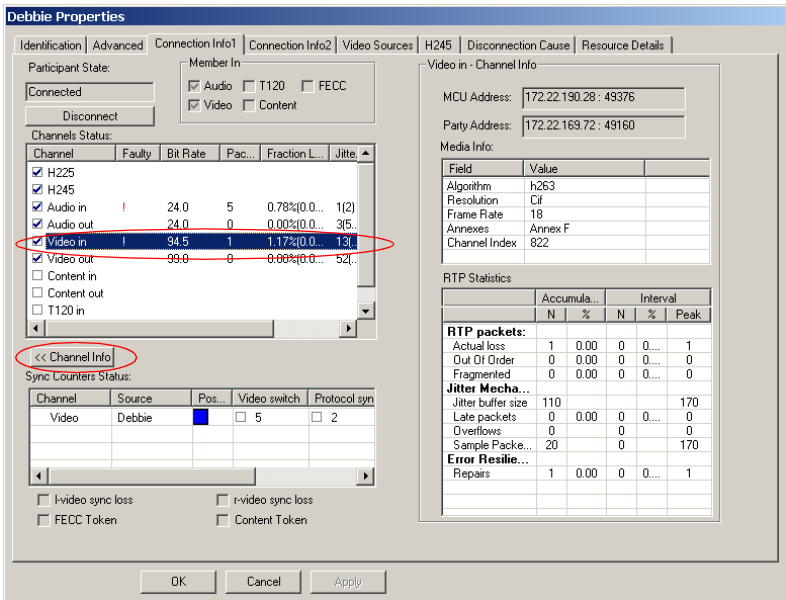 Debbie Properties
Identification Advanced Connection Info1 Connection Info2 Video Sources H245 Disconnection Cause Resource Details
Participant State:
Connected
Disconnect
Member In
Audio T120 FECC
Video Content
Channels Status:
Channel Faulty Bit Rate Pac... Fraction L... Jitte.
H225
H245
Audio in ! 24.0 5 0.78%(0.0... 1(2)
Audio out 24.0 0 0.00%(0.0... 3(5..
Video in ! 94.5 1 1.17%(0.0... 13(..
Video out 99.0 0 0.00%(0.0... 52(..
Content in
Content out
T120 in
<< Channel Info
Sync Counters Status:
Channel Source Pos... Video switch Protocol syn
Video Debbie 5 2
l-video sync loss r-video sync loss
FECC Token Content Token
Video in - Channel Info
MCU Address: 172.22.190.28 : 49376
Party Address: 172.22.169.72 : 49160
Media Info:
Field Value
Algorithm h263
Resolution Cif
Frame Rate 18
Annexes Annex F
Channel Index 822
RTP Statistics
Accumula... Interval
N % N % Peak
RTP packets:
Actual loss 1 0.00 0 0.... 1
Out Of Order 0 0.00 0 0.... 0
Fragmented 0 0.00 0 0.... 0
Jitter Mecha...
Jitter buffer size 110 170
Late packets 0 0.00 0 0.... 0
Overflows 0 0 0
Sample Packe... 20 0 170
Error Resilie...
Repairs 1 0.00 0 0.... 1
OK Cancel Apply